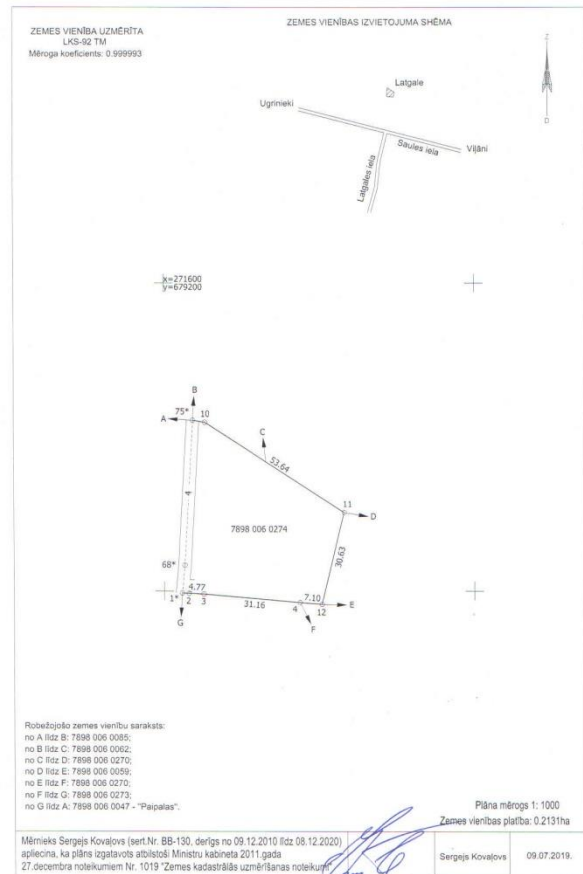 ZEMES VIENĪBA UZMĒRĪTA
LKS-92 TM
Mēroga koeficients: 0.999993
ZEMES VIENĪBAS IZVIETOJUMA SHĒMA
Z
D
Latgale
Ugrinieki
Saules iela
Viļāni
Latgales iela
x=271600
y=679200
B
75*
10
A
C
53.64
11
D
4
7898 006 0274
30.63
68*
4.77
7.10
1*
2
3
31.16
4
12
E
G
F
Robežojošo zemes vienību saraksts:
no A līdz B: 7898 006 0085;
no B līdz C: 7898 006 0062;
no C līdz D: 7898 006 0270;
no D līdz E: 7898 006 0059;
no E līdz F: 7898 006 0270;
no F līdz G: 7898 006 0273;
no G līdz A: 7898 006 0047 - "Paipalas".
Plāna mērogs 1: 1000
Zemes vienības platība: 0.2131ha
Mērnieks Sergejs Kovaļovs (sert.Nr. BB-130, derīgs no 09.12.2010 līdz 08.12.2020)
apliecina, ka plāns izgatavots atbilstoši Ministru kabineta 2011.gada
27.decembra noteikumiem Nr. 1019 "Zemes kadastrālās uzmērīšanas noteikumi"
Sergejs Kovaļovs
09.07.2019.